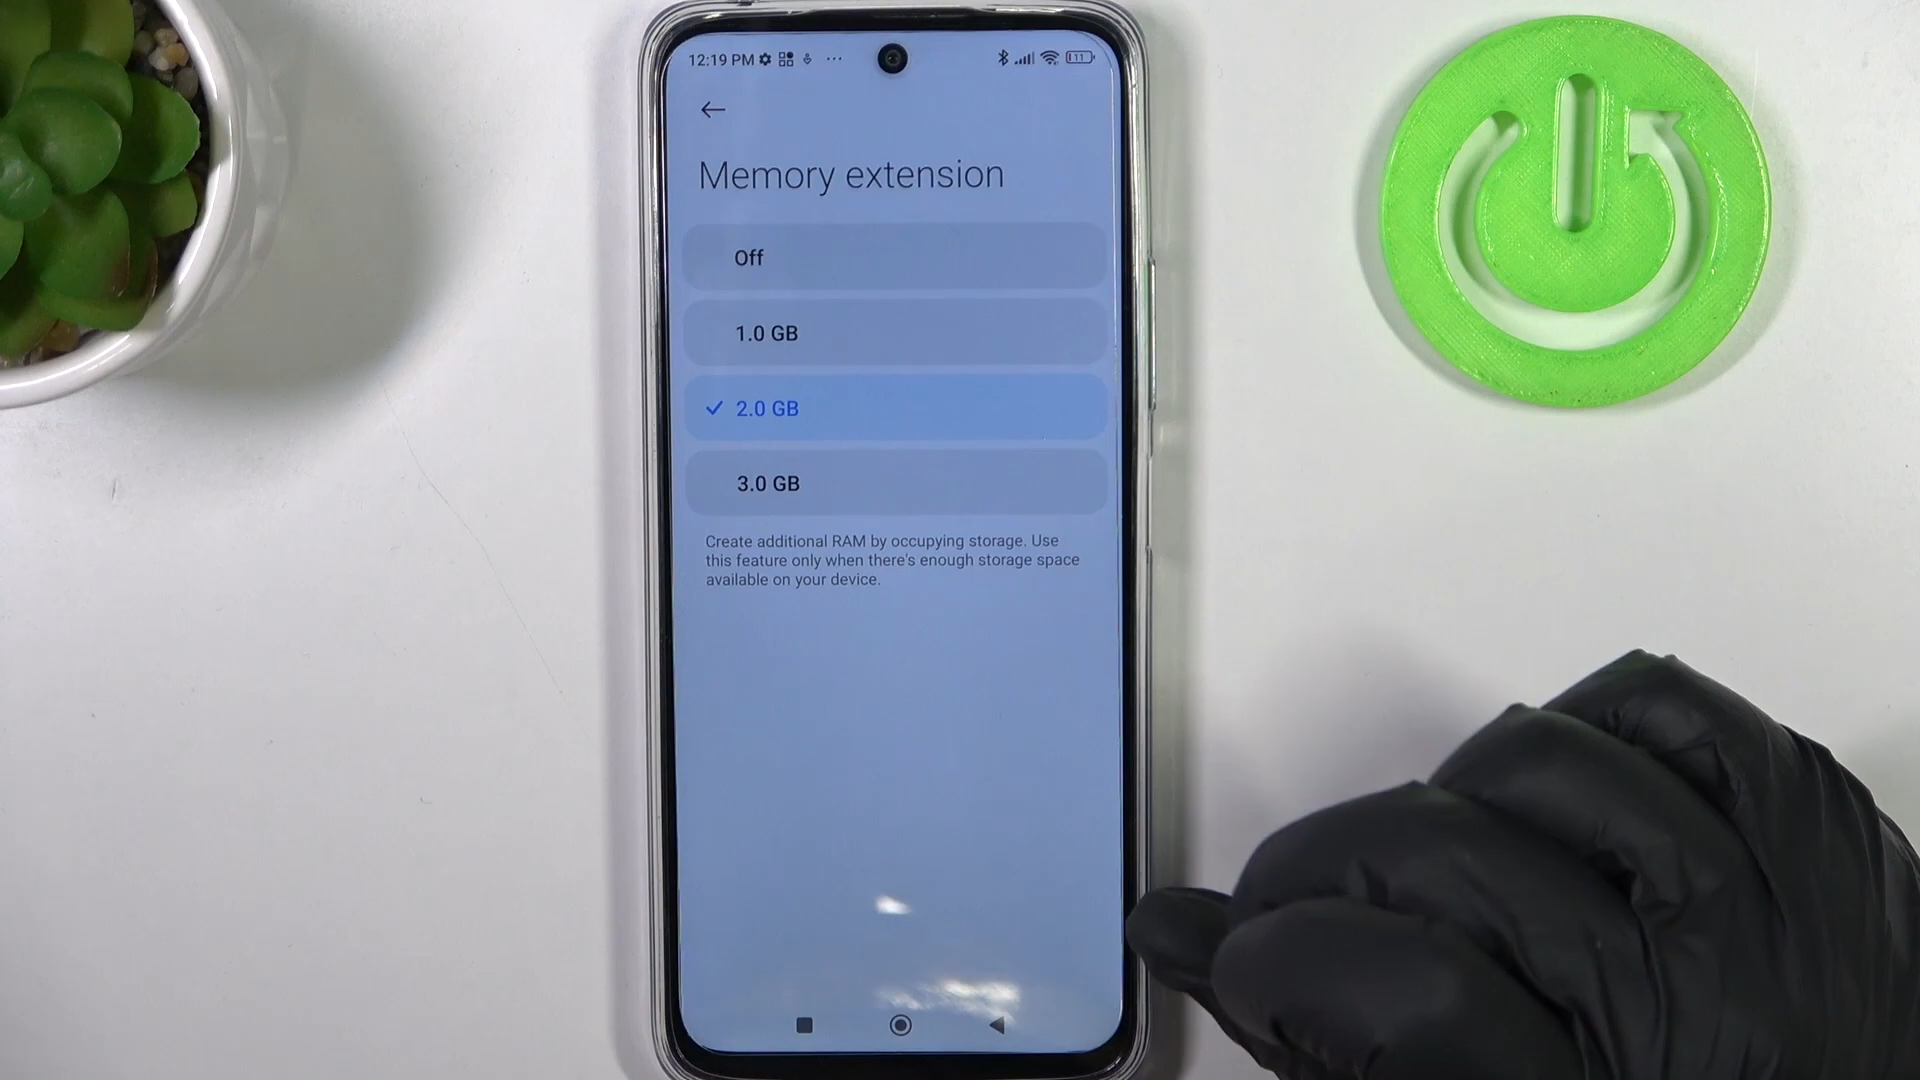 12:19 PM
11
Memory extension
Off
1.0 GB
2.0 GB
3.0 GB
Create additional RAM by occupying storage. Use
this feature only when there's enough storage space
available on your device.